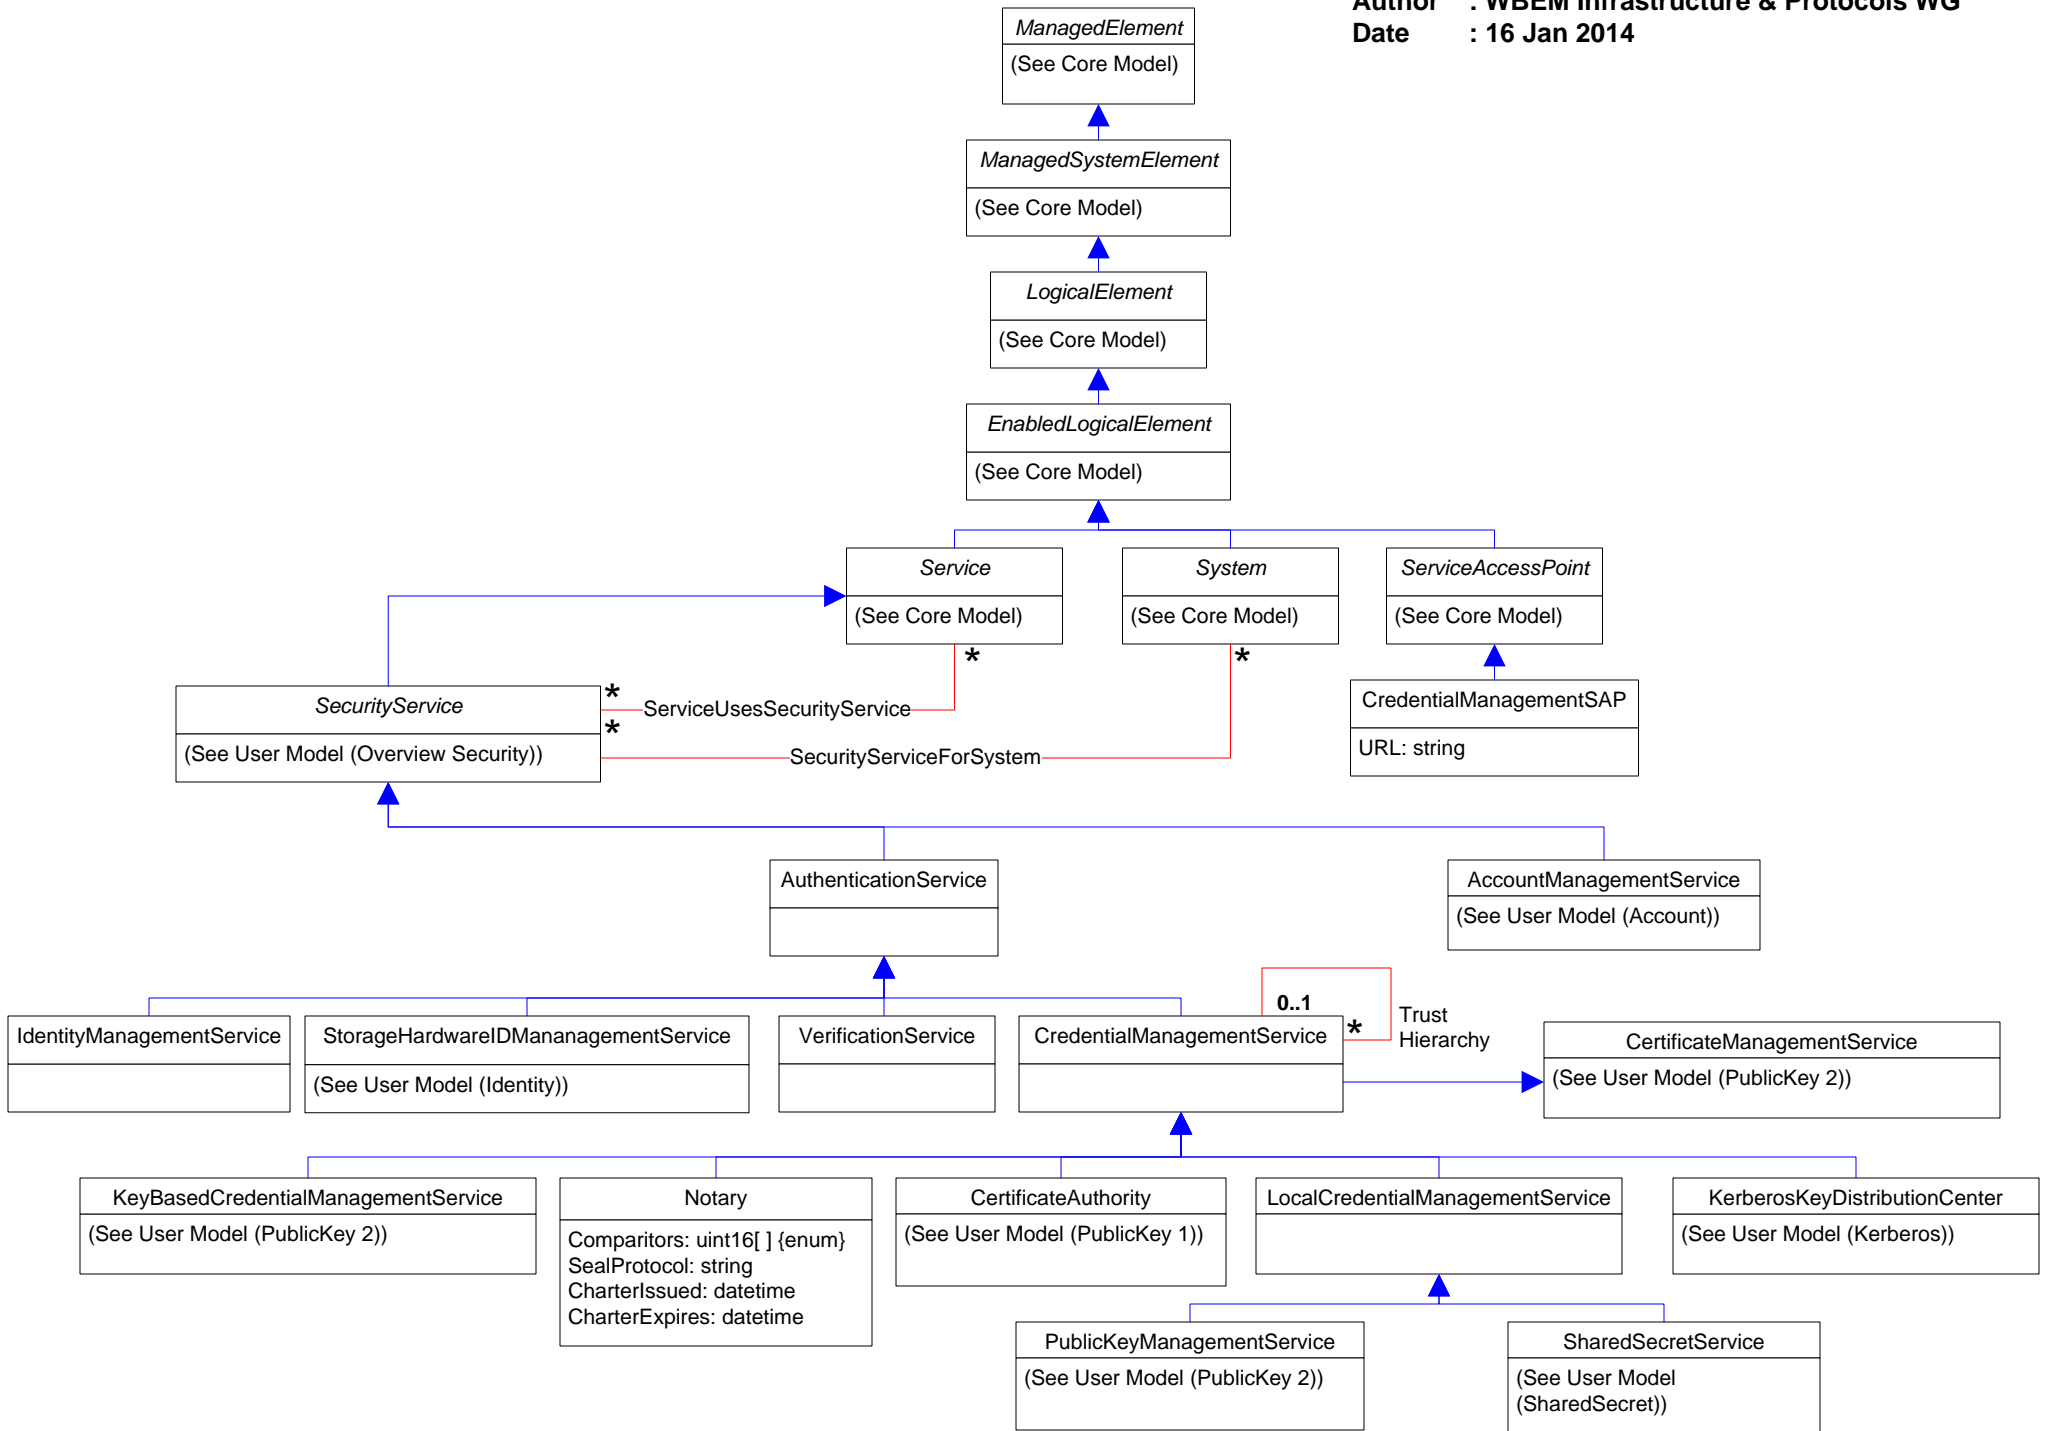 Author : WBEM Infrastructure & Protocols WG
Date : 16 Jan 2014
ManagedElement
(See Core Model)
ManagedSystemElement
(See Core Model)
LogicalElement
(See Core Model)
EnabledLogicalElement
(See Core Model)
Service
(See Core Model)
System
(See Core Model)
ServiceAccessPoint
(See Core Model)
*
*
SecurityService
(See User Model (Overview Security))
*
ServiceUsesSecurityService
*
SecurityServiceForSystem
CredentialManagementSAP
URL: string
AuthenticationService
AccountManagementService
(See User Model (Account))
IdentityManagementService
StorageHardwareIDMananagementService
(See User Model (Identity))
VerificationService
CredentialManagementService
0..1
*
Trust
Hierarchy
CertificateManagementService
(See User Model (PublicKey 2))
KeyBasedCredentialManagementService
(See User Model (PublicKey 2))
Notary
Comparitors: uint16[ ] {enum}
SealProtocol: string
CharterIssued: datetime
CharterExpires: datetime
CertificateAuthority
(See User Model (PublicKey 1))
LocalCredentialManagementService
KerberosKeyDistributionCenter
(See User Model (Kerberos))
PublicKeyManagementService
(See User Model (PublicKey 2))
SharedSecretService
(See User Model
(SharedSecret))